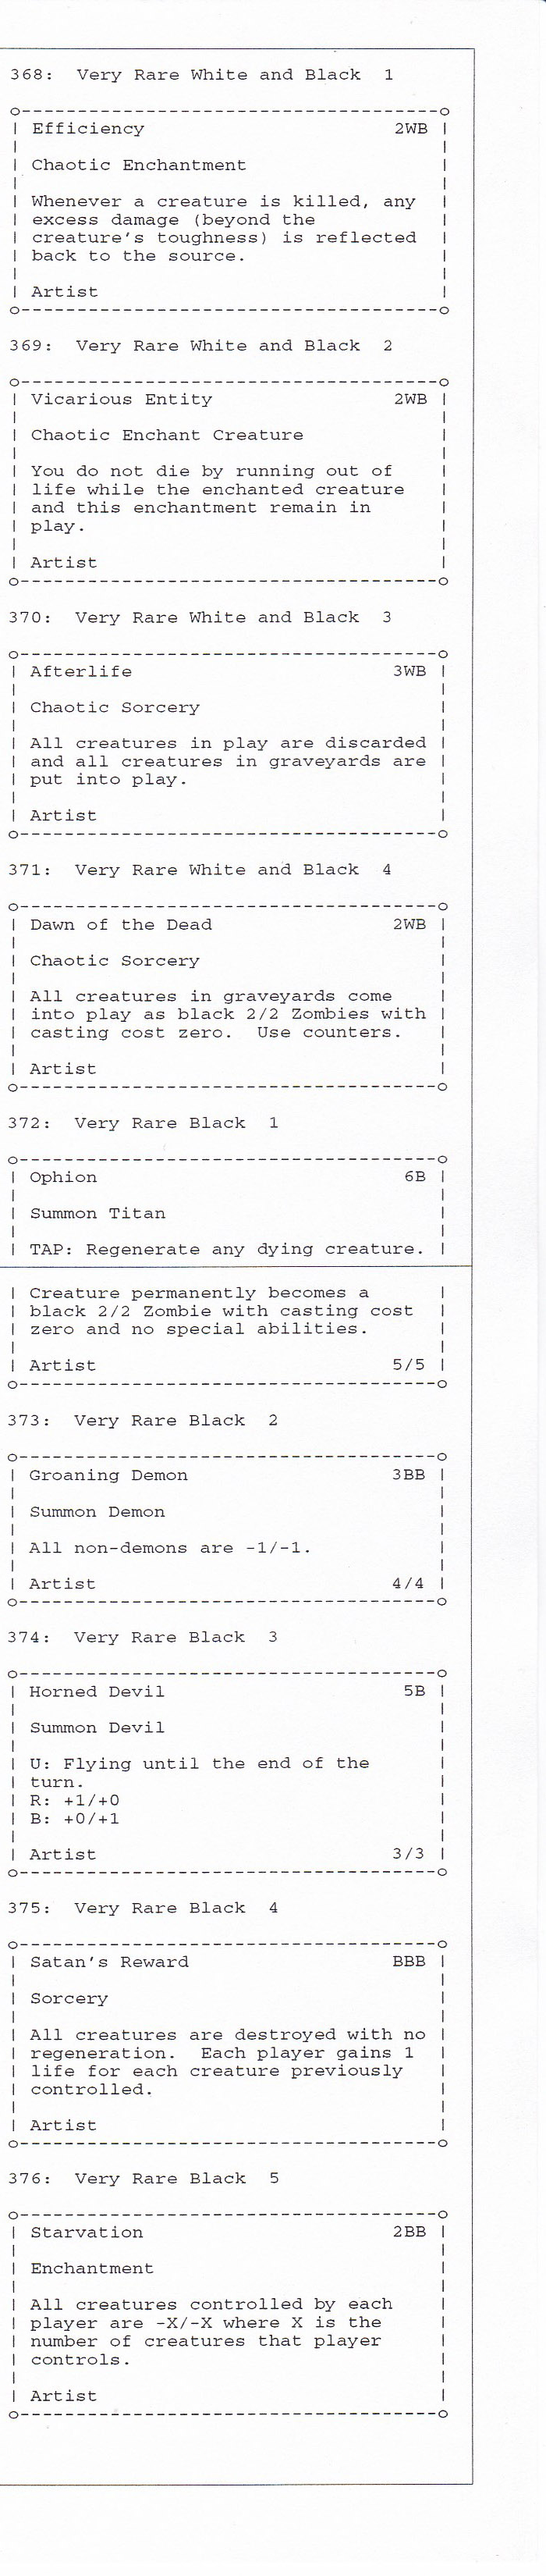 368:  Very Rare White and Black  1
o--------------------------------------o
| Efficiency                       2WB |
|                                      |
| Chaotic Enchantment                  |
|                                      |
| Whenever a creature is killed, any   |
| excess damage (beyond the            |
| creature's toughness) is reflected   |
| back to the source.                  |
|                                      |
| Artist                               |
o--------------------------------------o
369:  Very Rare White and Black  2
o--------------------------------------o
| Vicarious Entity                 2WB |
|                                      |
| Chaotic Enchant Creature             |
|                                      |
| You do not die by running out of     |
| life while the enchanted creature    |
| and this enchantment remain in       |
| play.                                |
|                                      |
| Artist                               |
o--------------------------------------o
370:  Very Rare White and Black  3
o--------------------------------------o
| Afterlife                        3WB |
|                                      |
| Chaotic Sorcery                      |
|                                      |
| All creatures in play are discarded  |
| and all creatures in graveyards are  |
| put into play.                       |
|                                      |
| Artist                               |
o--------------------------------------o
371:  Very Rare White and Black  4
o--------------------------------------o
| Dawn of the Dead                 2WB |
|                                      |
| Chaotic Sorcery                      |
|                                      |
| All creatures in graveyards come     |
| into play as black 2/2 Zombies with  |
| casting cost zero.  Use counters.    |
|                                      |
| Artist                               |
o--------------------------------------o
372:  Very Rare Black  1
o--------------------------------------o
| Ophion                            6B |
|                                      |
| Summon Titan                         |
|                                      |
| TAP: Regenerate any dying creature.  |
| Creature permanently becomes a       |
| black 2/2 Zombie with casting cost   |
| zero and no special abilities.       |
|                                      |
| Artist                           5/5 |
o--------------------------------------o
373:  Very Rare Black  2
o--------------------------------------o
| Groaning Demon                   3BB |
|                                      |
| Summon Demon                         |
|                                      |
| All non-demons are -1/-1.            |
|                                      |
| Artist                           4/4 |
o--------------------------------------o
374:  Very Rare Black  3
o--------------------------------------o
| Horned Devil                      5B |
|                                      |
| Summon Devil                         |
|                                      |
| U: Flying until the end of the       |
| turn.                                |
| R: +1/+0                             |
| B: +0/+1                             |
|                                      |
| Artist                           3/3 |
o--------------------------------------o
375:  Very Rare Black  4
o--------------------------------------o
| Satan's Reward                   BBB |
|                                      |
| Sorcery                              |
|                                      |
| All creatures are destroyed with no  |
| regeneration.  Each player gains 1   |
| life for each creature previously    |
| controlled.                          |
|                                      |
| Artist                               |
o--------------------------------------o
376:  Very Rare Black  5
o--------------------------------------o
| Starvation                       2BB |
|                                      |
| Enchantment                          |
|                                      |
| All creatures controlled by each     |
| player are -X/-X where X is the      |
| number of creatures that player      |
| controls.                            |
|                                      |
| Artist                               |
o--------------------------------------o